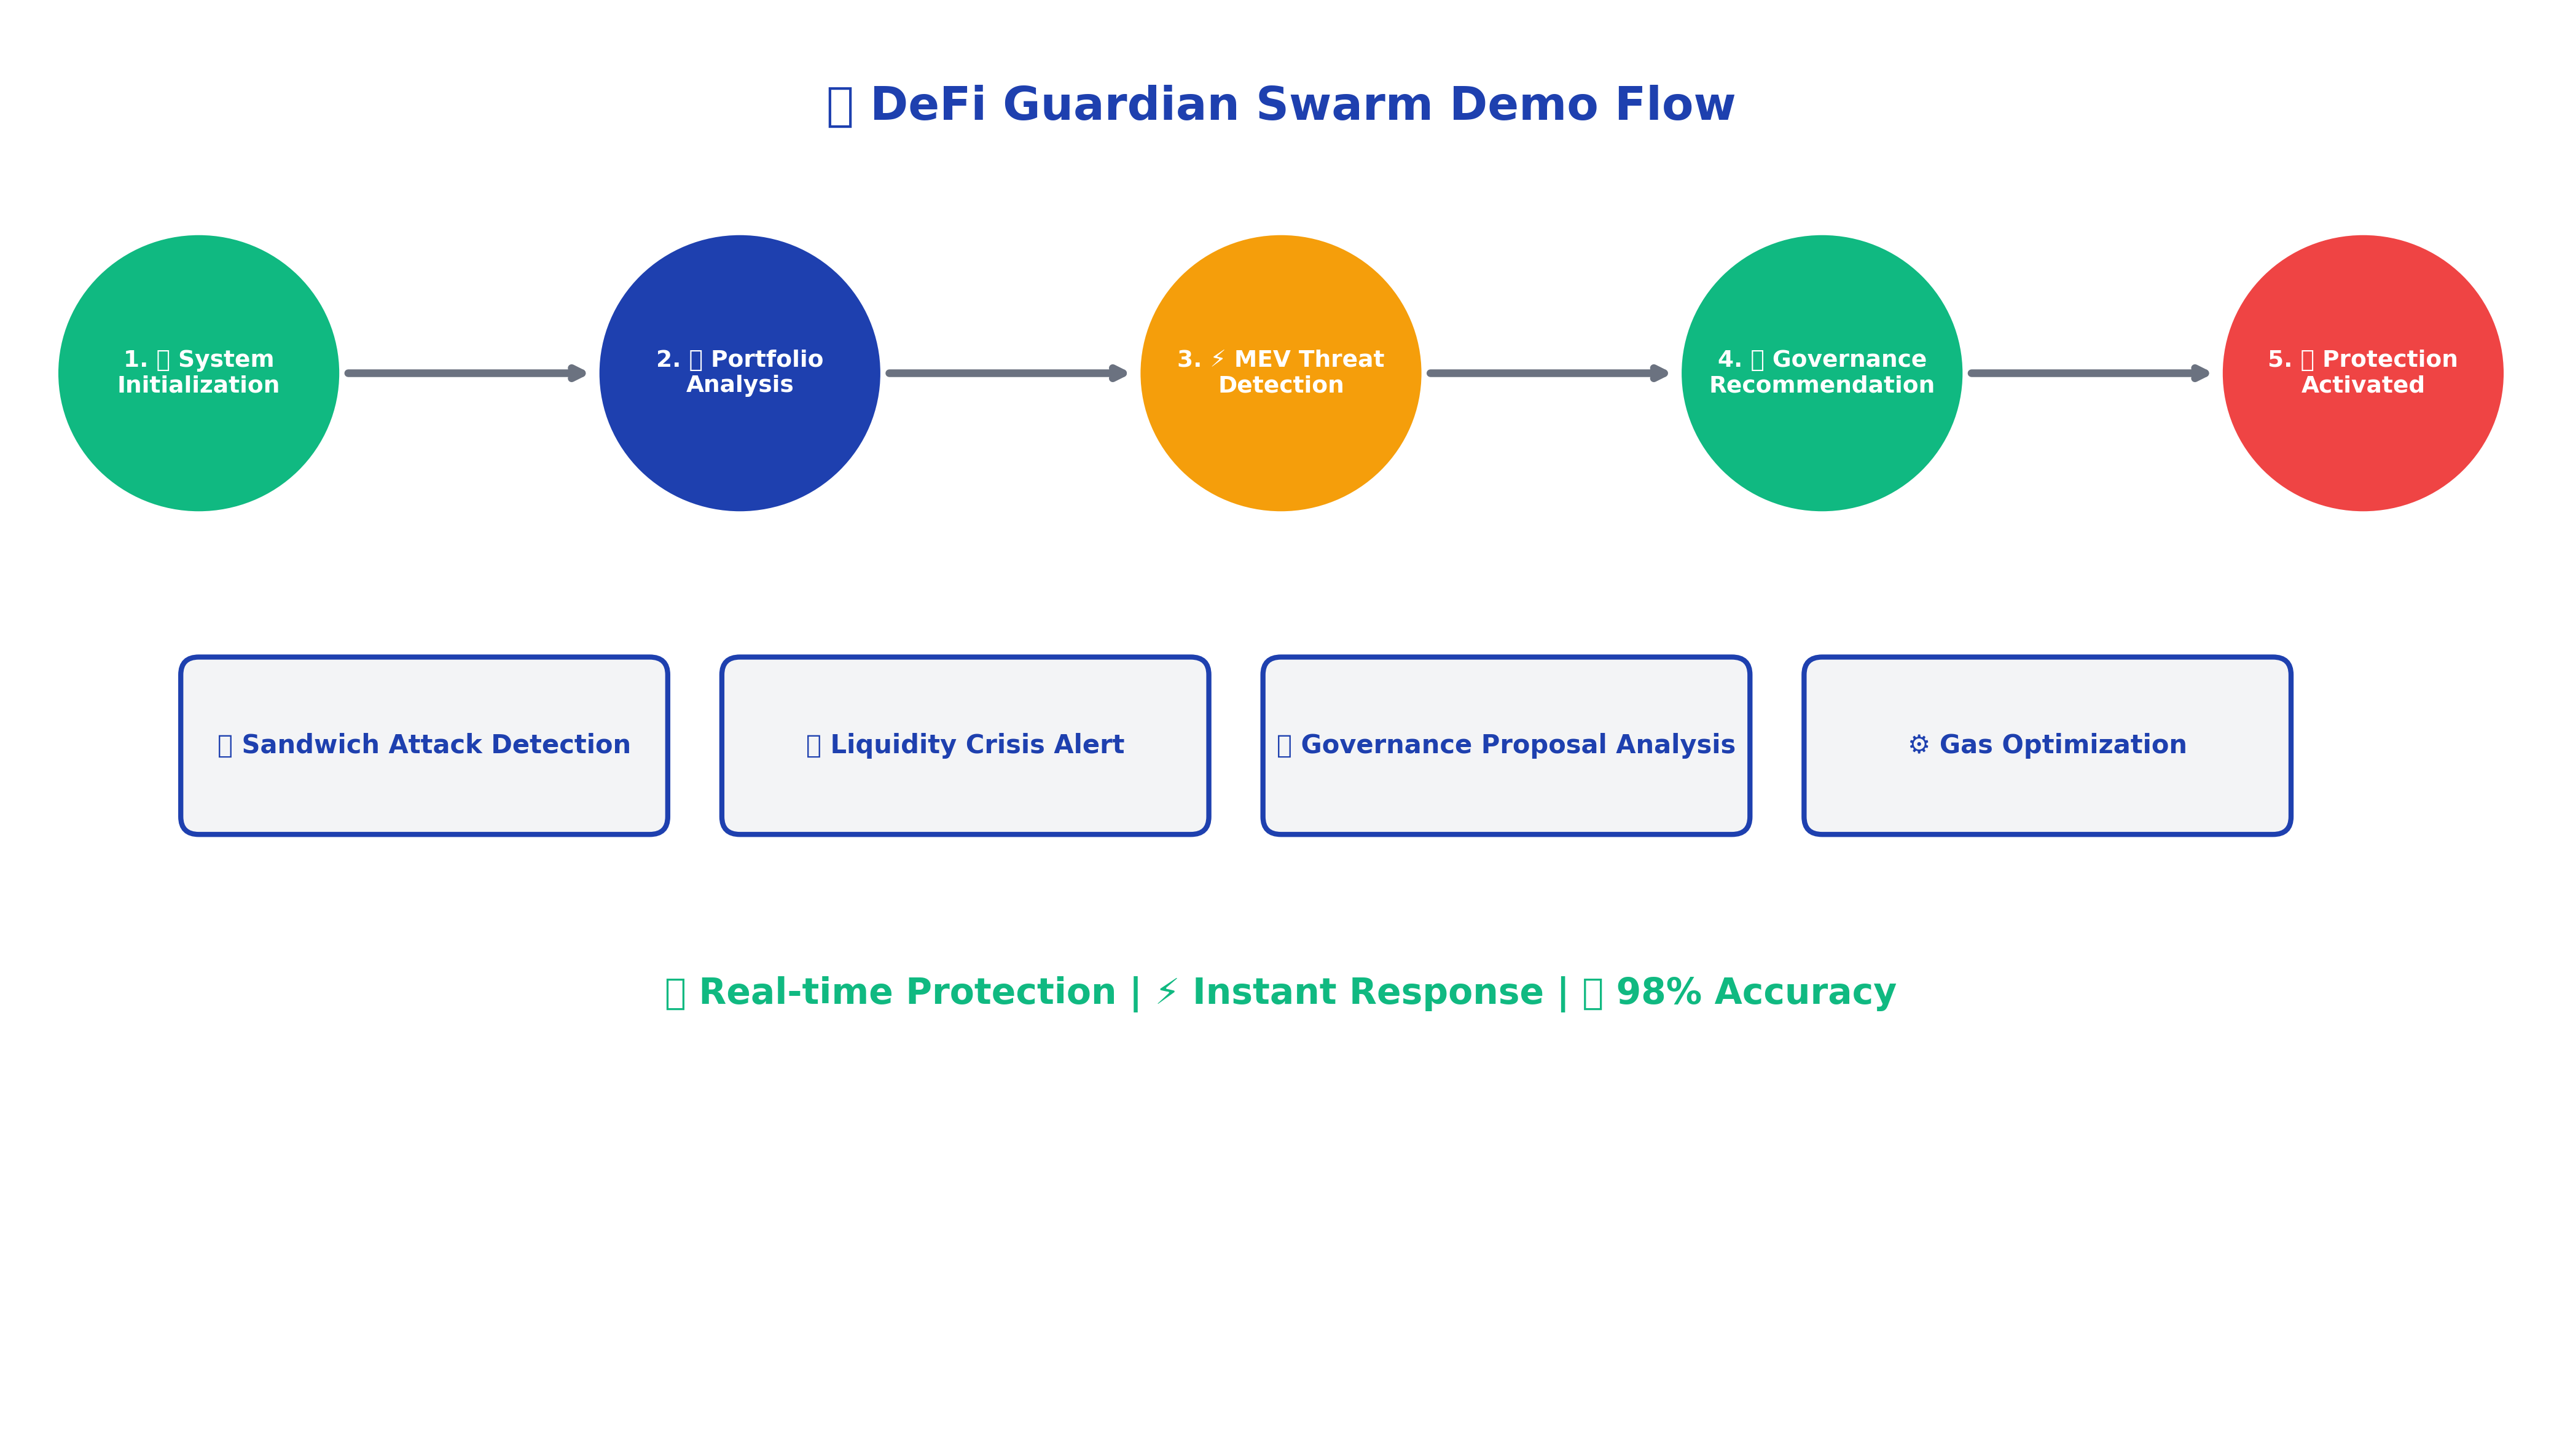 DeFi Guardian Swarm Demo Flow
1. System
Initialization
2. Portfolio
Analysis
3. ⚡ MEV Threat
Detection
4. Governance
Recommendation
5. Protection
Activated
Sandwich Attack Detection
Liquidity Crisis Alert
Governance Proposal Analysis
⚙ Gas Optimization
Real-time Protection | ⚡ Instant Response | 98% Accuracy